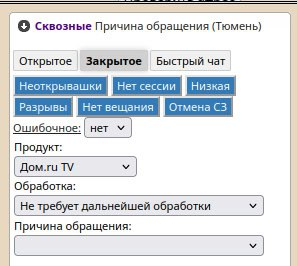 Сквозные Причина обращения (Тюмень)
Открытое Закрытое Быстрый чат
Неоткрывашки Нет сессии Низкая
Разрывы Нет вещания Отмена СЗ
Ошибочное: нет
Продукт:
Дом.ru TV
Обработка:
Не требует дальнейшей обработки
Причина обращения: